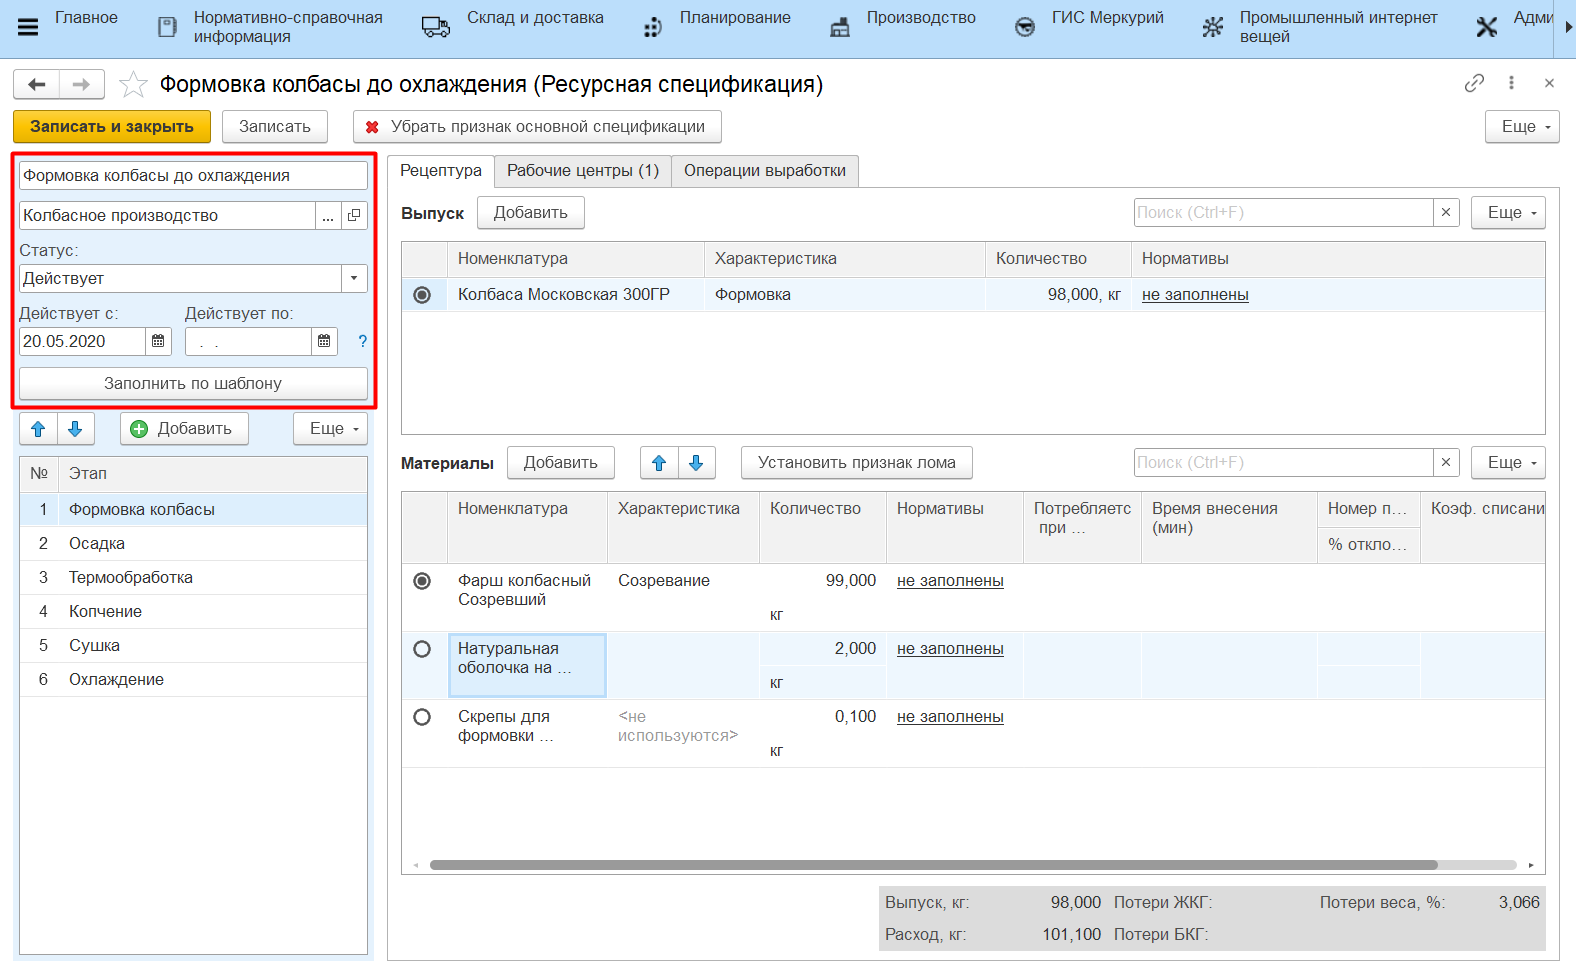 Главное
Нормативно-справочная
информация
Склад и доставка
Планирование
Производство
ГИС Меркурий
Промышленный интернет
вещей
Адми
Формовка колбасы до охлаждения (Ресурсная спецификация)
Записать и закрыть
Записать
Убрать признак основной спецификации
Еще
Формовка колбасы до охлаждения
Колбасное производство
...
Статус:
Действует
Действует с:
Действует по:
20.05.2020
. .
?
Заполнить по шаблону
Добавить
Еще
№ Этап
1 Формовка колбасы
2 Осадка
3 Термообработка
4 Копчение
5 Сушка
6 Охлаждение
Рецептура
Рабочие центры (1)
Операции выработки
Выпуск
Добавить
Поиск (Ctrl+F)
×
Еще
Номенклатура Характеристика Количество Нормативы
Колбаса Московская 300ГР Формовка 98,000, кг не заполнены
Материалы
Добавить
Установить признак лома
Поиск (Ctrl+F)
×
Еще
Номенклатура Характеристика Количество Нормативы Потребляетс Время внесения Номер п... Коэф. списани
при ... (мин)
% откло...
Фарш колбасный Созревание 99,000 не заполнены
Созревший
кг
Натуральная 2,000 не заполнены
оболочка на ...
кг
Скрепы для <не 0,100 не заполнены
формовки ... используются>
кг
Выпуск, кг: 98,000 Потери ЖКГ: Потери веса, %: 3,066
Расход, кг: 101,100 Потери БКГ: